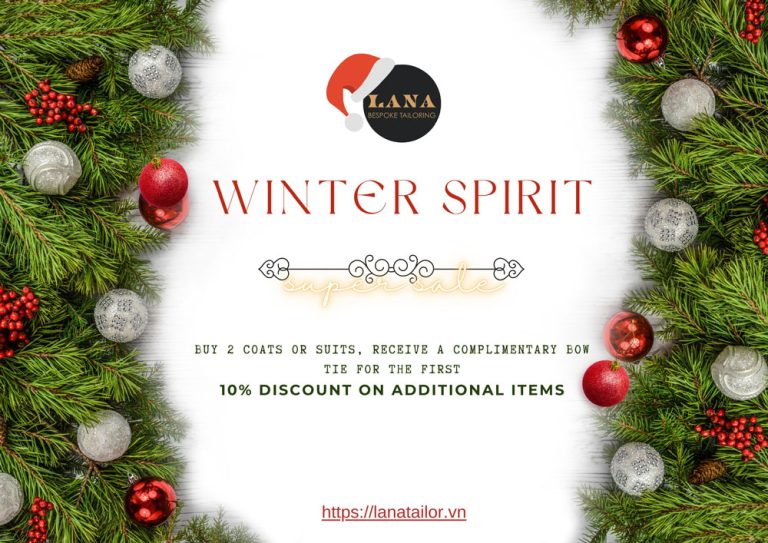 LANA
BESPOKE TAILORING
WINTER SPIRIT
super sale
BUY 2 COATS OR SUITS, RECEIVE A COMPLIMENTARY BOW
TIE FOR THE FIRST
10% DISCOUNT ON ADDITIONAL ITEMS
https://lanatailor.vn